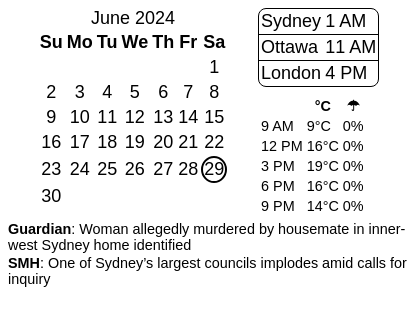 June 2024
Su Mo Tu We Th Fr Sa
1
2 3 4 5 6 7 8
9 10 11 12 13 14 15
16 17 18 19 20 21 22
23 24 25 26 27 28 29
30
Sydney 1 AM
Ottawa 11 AM
London 4 PM
°C ☂
9 AM 9°C 0%
12 PM 16°C 0%
3 PM 19°C 0%
6 PM 16°C 0%
9 PM 14°C 0%
Guardian: Woman allegedly murdered by housemate in inner-
west Sydney home identified
SMH: One of Sydney’s largest councils implodes amid calls for
inquiry